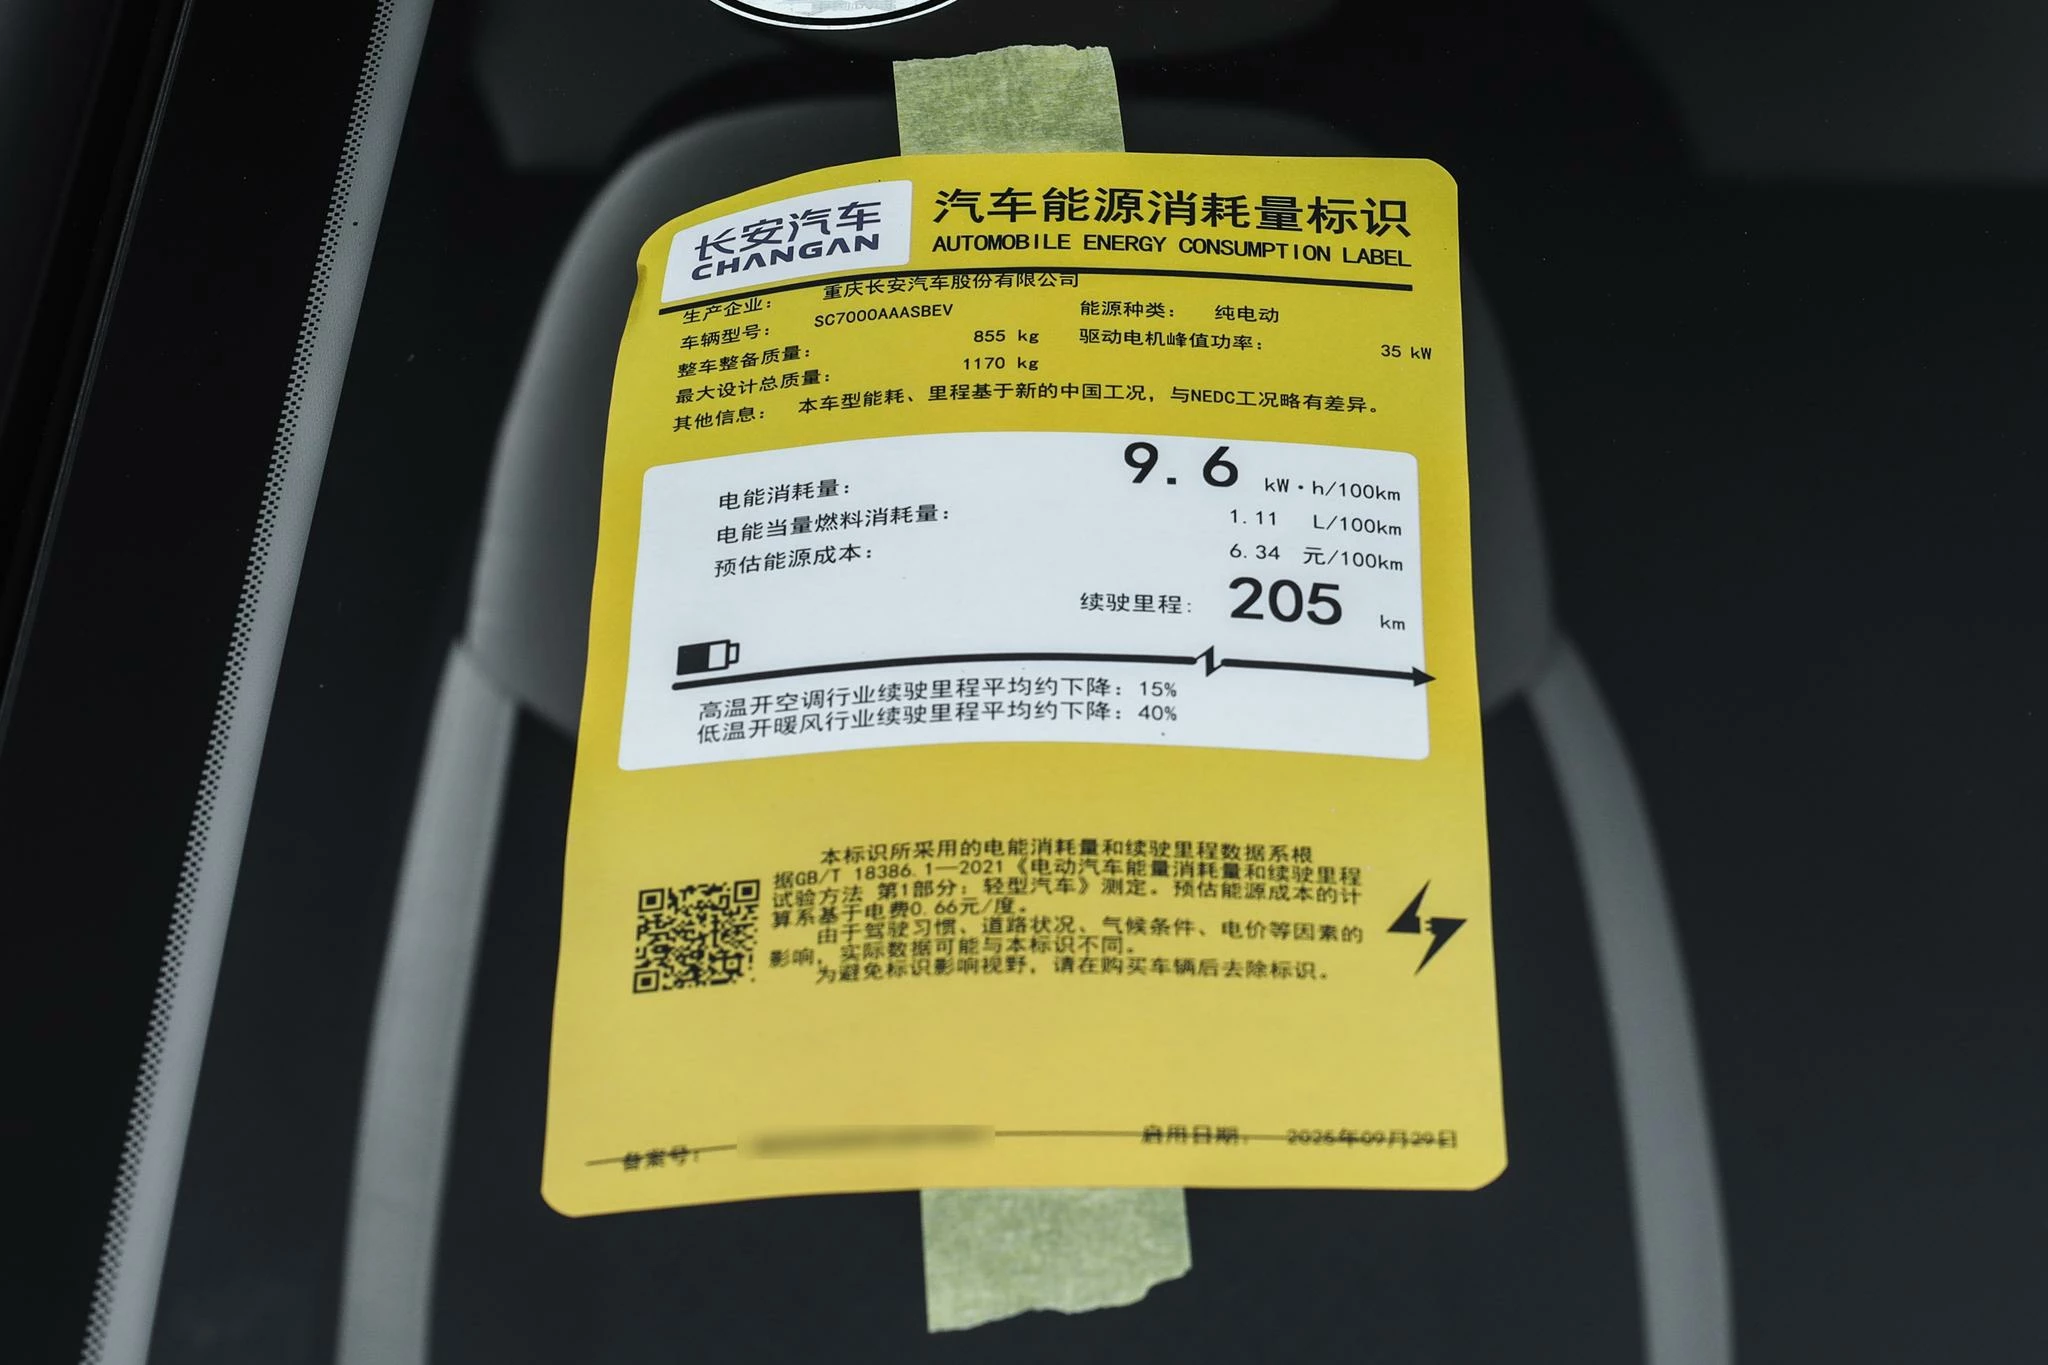 长安汽车
CHANGAN
汽车能源消耗量标识
AUTOMOBILE ENERGY CONSUMPTION LABEL
生产企业: 重庆长安汽车股份有限公司
车辆型号: SC7000AAASBEV 能源种类: 纯电动
整车整备质量: 855 kg 驱动电机峰值功率: 35 kW
最大设计总质量: 1170 kg
其他信息: 本车型能耗、里程基于新的中国工况，与NEDC工况略有差异。
电能消耗量: 9.6 kW·h/100km
电能当量燃料消耗量: 1.11 L/100km
预估能源成本: 6.34 元/100km
续驶里程: 205 km
高温开空调行业续驶里程平均约下降: 15%
低温开暖风行业续驶里程平均约下降: 40%
本标识所采用的电能消耗量和续驶里程数据系根
据GB/T 18386.1—2021《电动汽车能量消耗量和续驶里程
试验方法 第1部分: 轻型汽车》测定。预估能源成本的计
算系基于电费0.66元/度。
由于驾驶习惯、道路状况、气候条件、电价等因素的
影响，实际数据可能与本标识不同。
为避免标识影响视野，请在购买车辆后去除标识。
备案号:
启用日期: 2025年09月29日